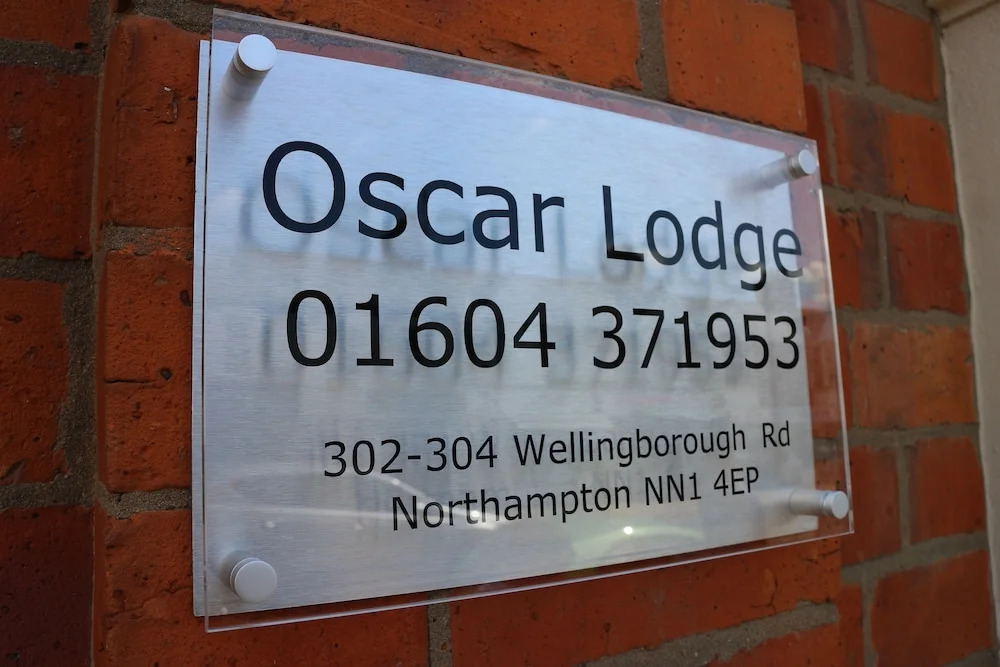 Oscar Lodge
01604 371953
302-304 Wellingborough Rd
Northampton NN1 4EP